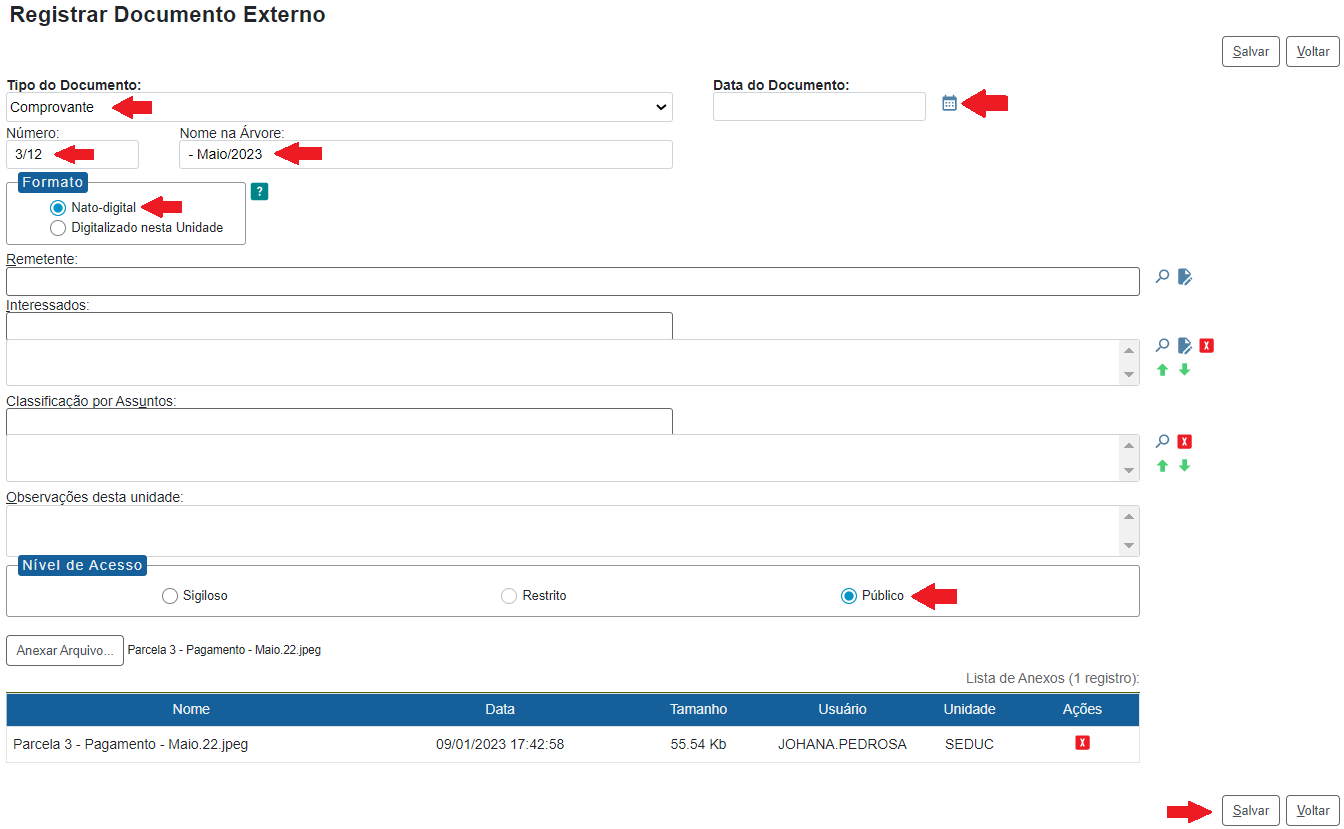 Registrar Documento Externo
Salvar Voltar
Tipo do Documento: Data do Documento:
Comprovante
Número: Nome na Árvore:
3/12 - Maio/2023
Formato
?
Nato-digital
Digitalizado nesta Unidade
Remetente:
Interessados:
X
Classificação por Assuntos:
X
Observações desta unidade:
Nível de Acesso
Sigiloso Restrito Público
Anexar Arquivo... Parcela 3 - Pagamento - Maio.22.jpeg
Lista de Anexos (1 registro):
Nome Data Tamanho Usuário Unidade Ações
Parcela 3 - Pagamento - Maio.22.jpeg 09/01/2023 17:42:58 55.54 Kb JOHANA.PEDROSA SEDUC X
Salvar Voltar